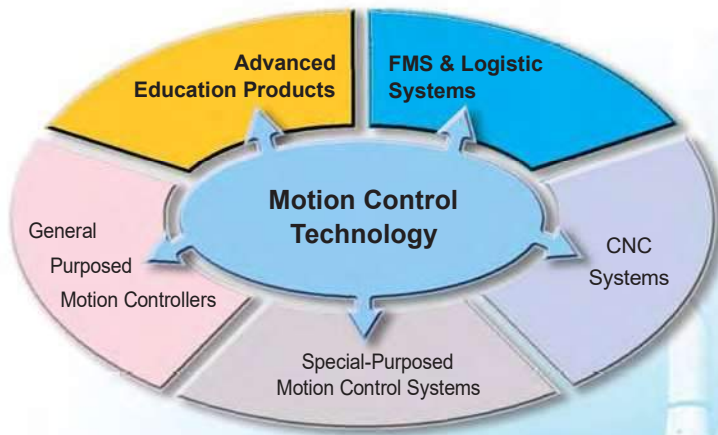 Advanced
Education Products
FMS & Logistic
Systems
Motion Control
Technology
General
Purposed
Motion Controllers
CNC
Systems
Special-Purposed
Motion Control Systems